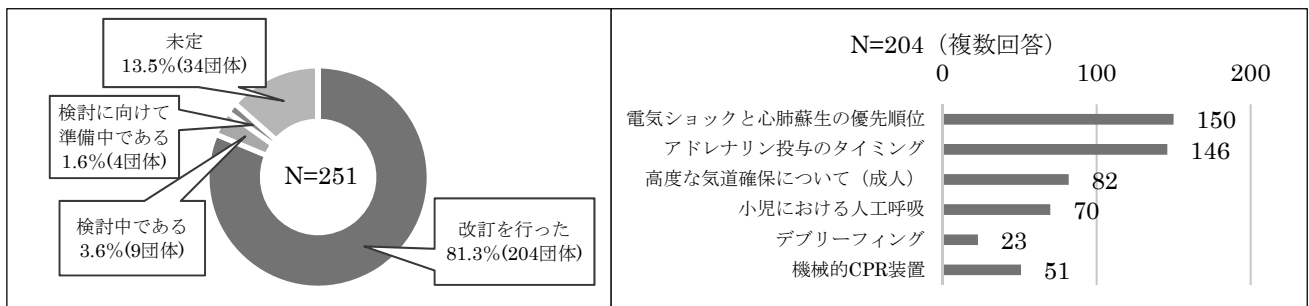 未定
13.5%(34団体)
検討に向けて
準備中である
1.6%(4団体)
検討中である
3.6%(9団体)
N=251
改訂を行った
81.3%(204団体)
N=204（複数回答）
0 100 200
電気ショックと心肺蘇生の優先順位 150
アドレナリン投与のタイミング 146
高度な気道確保について（成人） 82
小児における人工呼吸 70
デブリーフィング 23
機械的CPR装置 51